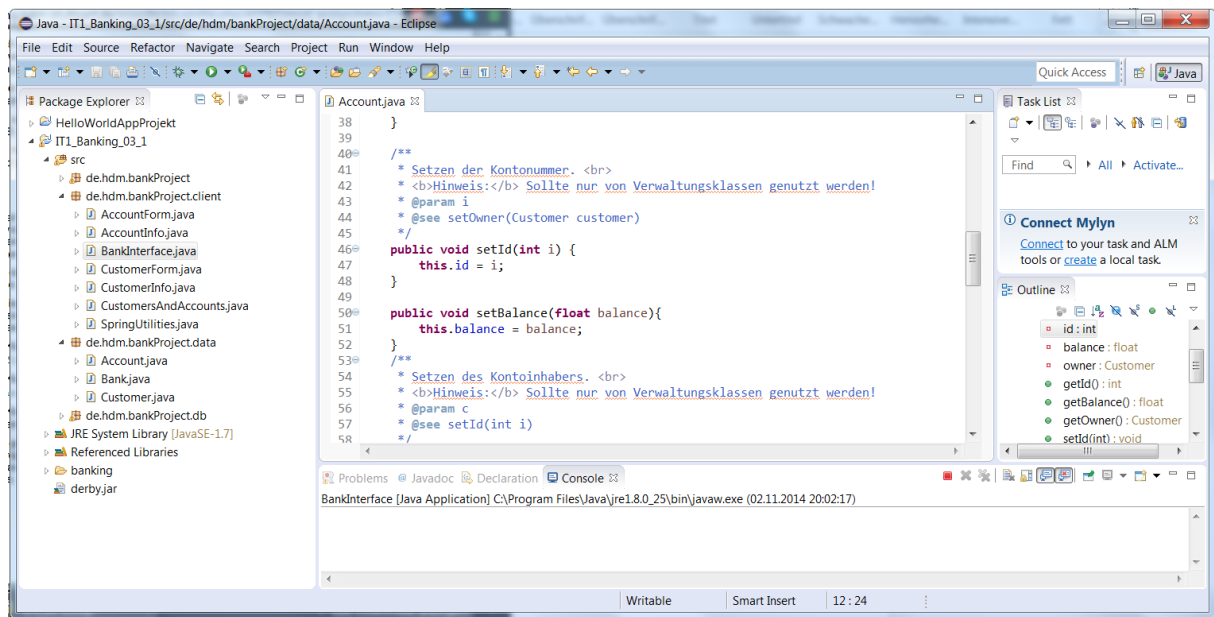 Java - IT1_Banking_03_1/src/de/hdm/bankProject/data/Account.java - Eclipse
File Edit Source Refactor Navigate Search Project Run Window Help
Quick Access
Java
Package Explorer
HelloWorldAppProjekt
IT1_Banking_03_1
src
de.hdm.bankProject
de.hdm.bankProject.client
AccountForm.java
AccountInfo.java
BankInterface.java
CustomerForm.java
CustomerInfo.java
CustomersAndAccounts.java
SpringUtilities.java
de.hdm.bankProject.data
Account.java
Bank.java
Customer.java
de.hdm.bankProject.db
JRE System Library [JavaSE-1.7]
Referenced Libraries
banking
derby.jar
Account.java
38 }
39
40 /**
41 * Setzen der Kontonummer. <br>
42 * <b>Hinweis:</b> Sollte nur von Verwaltungsklassen genutzt werden!
43 * @param i
44 * @see setOwner(Customer customer)
45 */
46 public void setId(int i) {
47 this.id = i;
48 }
49
50 public void setBalance(float balance){
51 this.balance = balance;
52 }
53 /**
54 * Setzen des Kontoinhabers. <br>
55 * <b>Hinweis:</b> Sollte nur von Verwaltungsklassen genutzt werden!
56 * @param c
57 * @see setId(int i)
58 */
Task List
Find All Activate...
Connect Mylyn
Connect to your task and ALM
tools or create a local task.
Outline
id : int
balance : float
owner : Customer
getId() : int
getBalance() : float
getOwner() : Customer
setId(int) : void
Problems @ Javadoc Declaration Console
BankInterface [Java Application] C:\Program Files\Java\jre1.8.0_25\bin\javaw.exe (02.11.2014 20:02:17)
Writable Smart Insert 12 : 24